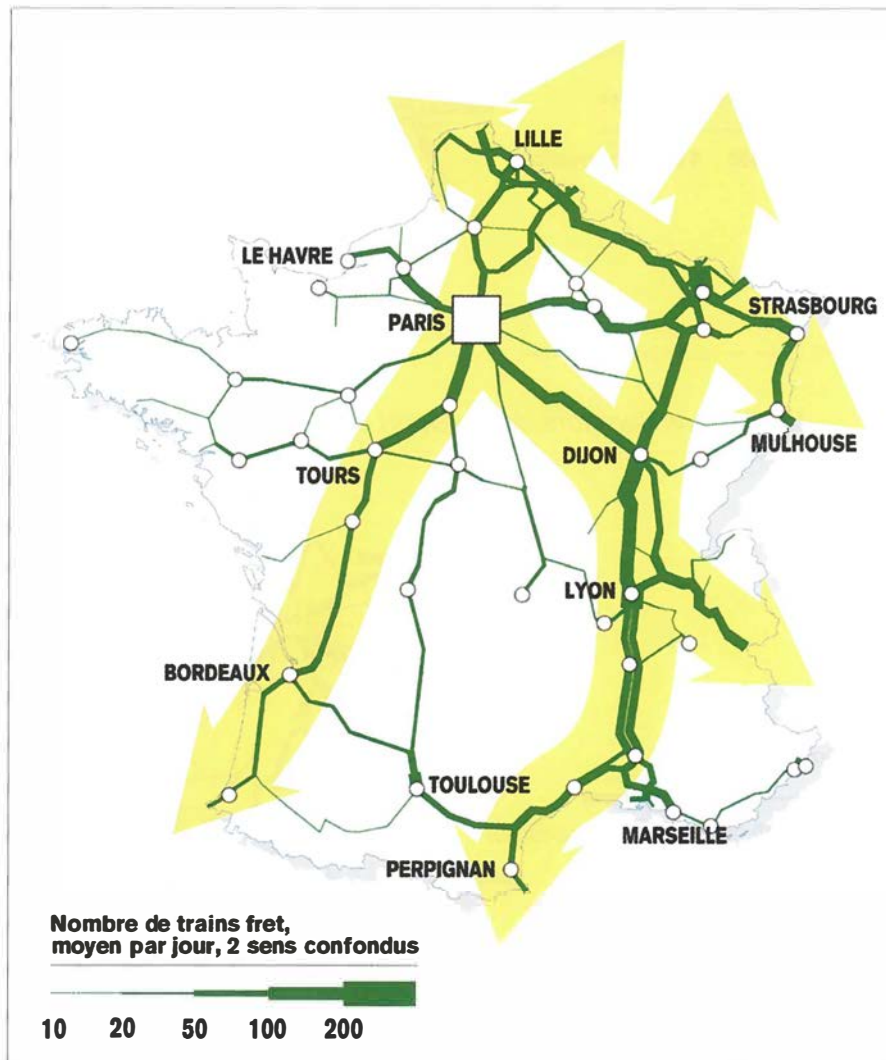 LILLE
LE HAVRE
PARIS
STRASBOURG
MULHOUSE
DIJON
TOURS
LYON
BORDEAUX
TOULOUSE
MARSEILLE
PERPIGNAN
Nombre de trains fret,
moyen par jour, 2 sens confondus
10 20 50 100 200